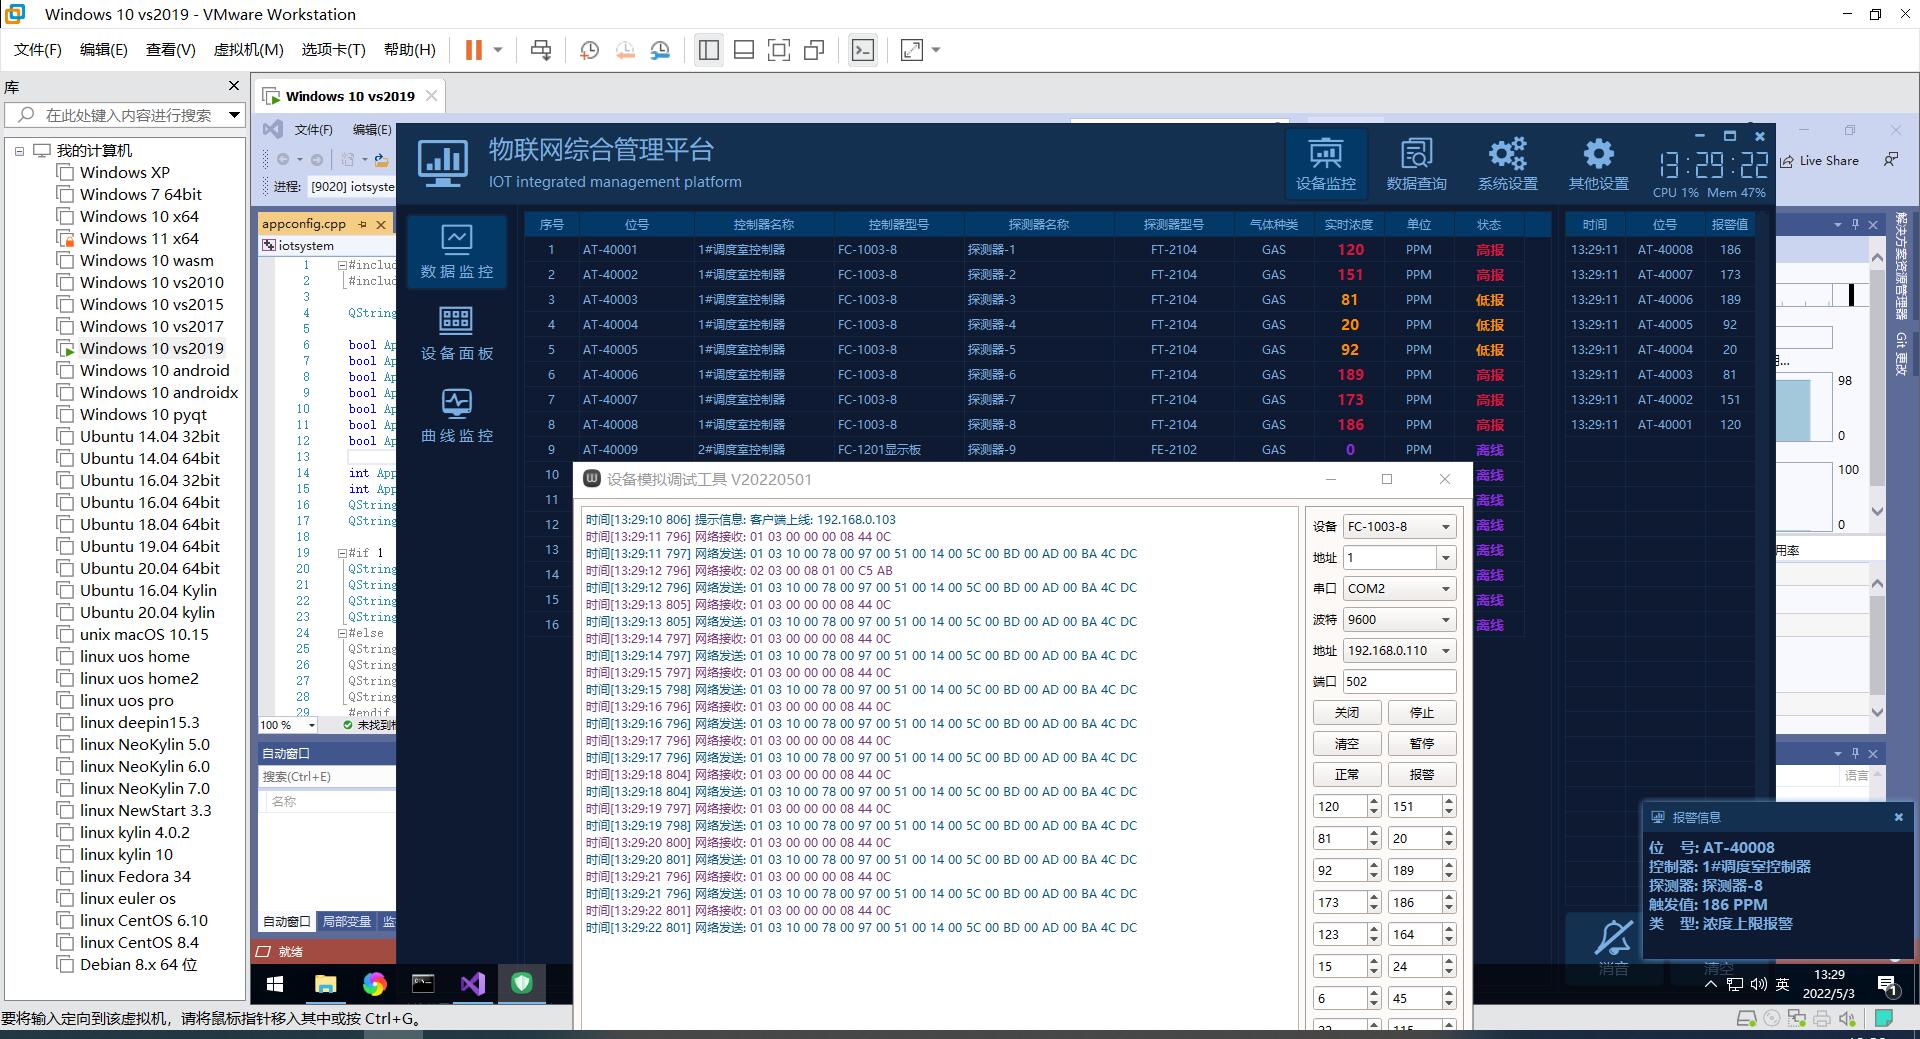 Windows 10 vs2019 - VMware Workstation
文件(F) 编辑(E) 查看(V) 虚拟机(M) 选项卡(T) 帮助(H)
库
在此处键入内容进行搜索
我的计算机
Windows XP
Windows 7 64bit
Windows 10 x64
Windows 11 x64
Windows 10 wasm
Windows 10 vs2010
Windows 10 vs2015
Windows 10 vs2017
Windows 10 vs2019
Windows 10 android
Windows 10 androidx
Windows 10 pyqt
Ubuntu 14.04 32bit
Ubuntu 14.04 64bit
Ubuntu 16.04 32bit
Ubuntu 16.04 64bit
Ubuntu 18.04 64bit
Ubuntu 19.04 64bit
Ubuntu 20.04 64bit
Ubuntu 16.04 Kylin
Ubuntu 20.04 kylin
unix macOS 10.15
linux uos home
linux uos home2
linux uos pro
linux deepin15.3
linux NeoKylin 5.0
linux NeoKylin 6.0
linux NeoKylin 7.0
linux NewStart 3.3
linux kylin 4.0.2
linux kylin 10
linux Fedora 34
linux euler os
linux CentOS 6.10
linux CentOS 8.4
Debian 8.x 64 位
Windows 10 vs2019
文件(F) 编辑(E)
进程: [9020] iotsyste
Live Share
appconfig.cpp
iotsystem
1 #includ
2 #includ
3
4 QString
5
6 bool Ap
7 bool Ap
8 bool Ap
9 bool Ap
10 bool Ap
11 bool Ap
12 bool Ap
13
14 int App
15 int App
16 QString
17 QString
18
19 #if 1
20 QString
21 QString
22 QString
23 QString
24 #else
25 QString
26 QString
27 QString
28 QString
29 #endif
100 % 未找到相
自动窗口
搜索(Ctrl+E)
名称
自动窗口 局部变量 监
就绪
物联网综合管理平台
IOT integrated management platform
设备监控 数据查询 系统设置 其他设置
13:29:22
CPU 1% Mem 47%
数据监控
设备面板
曲线监控
序号 位号 控制器名称 控制器型号 探测器名称 探测器型号 气体种类 实时浓度 单位 状态
1 AT-40001 1#调度室控制器 FC-1003-8 探测器-1 FT-2104 GAS 120 PPM 高报
2 AT-40002 1#调度室控制器 FC-1003-8 探测器-2 FT-2104 GAS 151 PPM 高报
3 AT-40003 1#调度室控制器 FC-1003-8 探测器-3 FT-2104 GAS 81 PPM 低报
4 AT-40004 1#调度室控制器 FC-1003-8 探测器-4 FT-2104 GAS 20 PPM 低报
5 AT-40005 1#调度室控制器 FC-1003-8 探测器-5 FT-2104 GAS 92 PPM 低报
6 AT-40006 1#调度室控制器 FC-1003-8 探测器-6 FT-2104 GAS 189 PPM 高报
7 AT-40007 1#调度室控制器 FC-1003-8 探测器-7 FT-2104 GAS 173 PPM 高报
8 AT-40008 1#调度室控制器 FC-1003-8 探测器-8 FT-2104 GAS 186 PPM 高报
9 AT-40009 2#调度室控制器 FC-1201显示板 探测器-9 FE-2102 GAS 0 PPM 离线
10 离线
11 离线
12 离线
13 离线
14 离线
15 离线
16 离线
时间 位号 报警值
13:29:11 AT-40008 186
13:29:11 AT-40007 173
13:29:11 AT-40006 189
13:29:11 AT-40005 92
13:29:11 AT-40004 20
13:29:11 AT-40003 81
13:29:11 AT-40002 151
13:29:11 AT-40001 120
设备模拟调试工具 V20220501
时间[13:29:10 806] 提示信息: 客户端上线: 192.168.0.103
时间[13:29:11 796] 网络接收: 01 03 00 00 00 08 44 0C
时间[13:29:11 797] 网络发送: 01 03 10 00 78 00 97 00 51 00 14 00 5C 00 BD 00 AD 00 BA 4C DC
时间[13:29:12 796] 网络接收: 02 03 00 08 01 00 C5 AB
时间[13:29:12 796] 网络发送: 01 03 10 00 78 00 97 00 51 00 14 00 5C 00 BD 00 AD 00 BA 4C DC
时间[13:29:13 805] 网络接收: 01 03 00 00 00 08 44 0C
时间[13:29:13 805] 网络发送: 01 03 10 00 78 00 97 00 51 00 14 00 5C 00 BD 00 AD 00 BA 4C DC
时间[13:29:14 797] 网络接收: 01 03 00 00 00 08 44 0C
时间[13:29:14 797] 网络发送: 01 03 10 00 78 00 97 00 51 00 14 00 5C 00 BD 00 AD 00 BA 4C DC
时间[13:29:15 797] 网络接收: 01 03 00 00 00 08 44 0C
时间[13:29:15 798] 网络发送: 01 03 10 00 78 00 97 00 51 00 14 00 5C 00 BD 00 AD 00 BA 4C DC
时间[13:29:16 796] 网络接收: 01 03 00 00 00 08 44 0C
时间[13:29:16 796] 网络发送: 01 03 10 00 78 00 97 00 51 00 14 00 5C 00 BD 00 AD 00 BA 4C DC
时间[13:29:17 796] 网络接收: 01 03 00 00 00 08 44 0C
时间[13:29:17 796] 网络发送: 01 03 10 00 78 00 97 00 51 00 14 00 5C 00 BD 00 AD 00 BA 4C DC
时间[13:29:18 804] 网络接收: 01 03 00 00 00 08 44 0C
时间[13:29:18 804] 网络发送: 01 03 10 00 78 00 97 00 51 00 14 00 5C 00 BD 00 AD 00 BA 4C DC
时间[13:29:19 797] 网络接收: 01 03 00 00 00 08 44 0C
时间[13:29:19 798] 网络发送: 01 03 10 00 78 00 97 00 51 00 14 00 5C 00 BD 00 AD 00 BA 4C DC
时间[13:29:20 800] 网络接收: 01 03 00 00 00 08 44 0C
时间[13:29:20 801] 网络发送: 01 03 10 00 78 00 97 00 51 00 14 00 5C 00 BD 00 AD 00 BA 4C DC
时间[13:29:21 796] 网络接收: 01 03 00 00 00 08 44 0C
时间[13:29:21 796] 网络发送: 01 03 10 00 78 00 97 00 51 00 14 00 5C 00 BD 00 AD 00 BA 4C DC
时间[13:29:22 801] 网络接收: 01 03 00 00 00 08 44 0C
时间[13:29:22 801] 网络发送: 01 03 10 00 78 00 97 00 51 00 14 00 5C 00 BD 00 AD 00 BA 4C DC
设备 FC-1003-8
地址 1
串口 COM2
波特 9600
地址 192.168.0.110
端口 502
关闭 停止
清空 暂停
正常 报警
120 151
81 20
92 189
173 186
123 164
15 24
6 45
解决方案资源管理器
Git 更改
98
0
100
0
用率
语言
报警信息
位 号: AT-40008
控制器: 1#调度室控制器
探测器: 探测器-8
触发值: 186 PPM
类 型: 浓度上限报警
消音 清空
英
13:29
2022/5/3
1
要将输入定向到该虚拟机，请将鼠标指针移入其中或按 Ctrl+G。